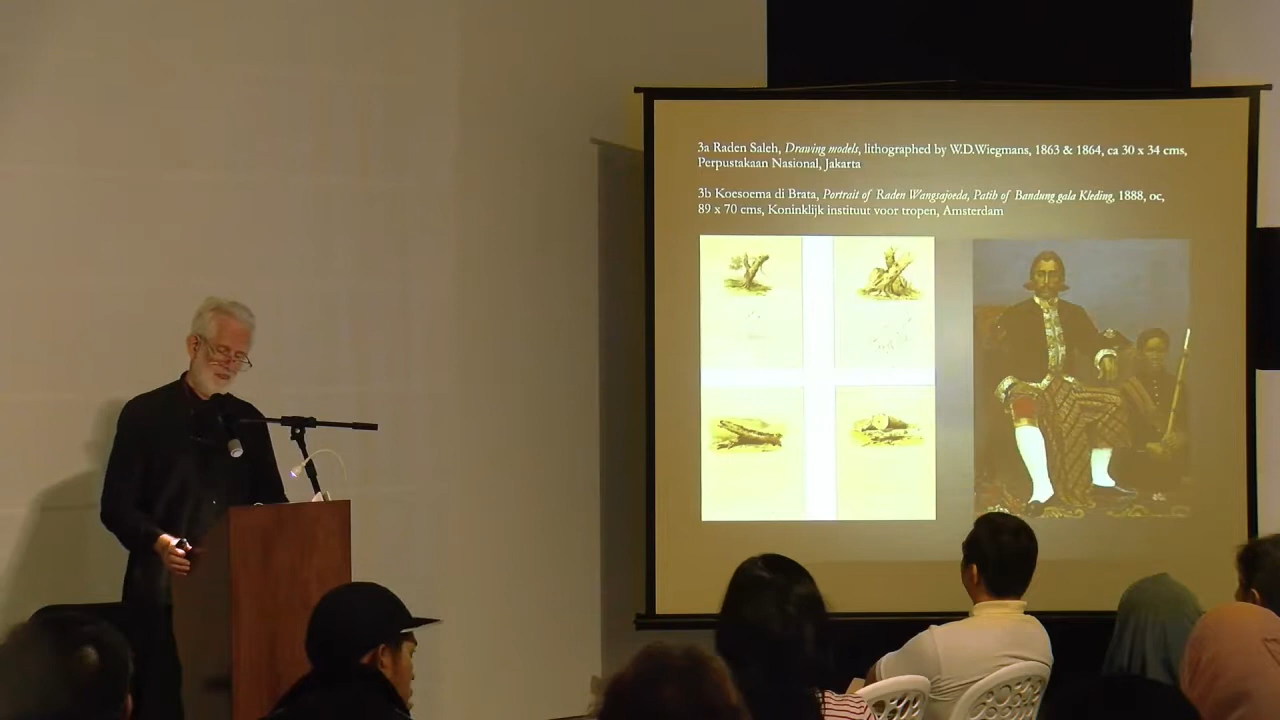 3a Raden Saleh, Drawing models, lithographed by W.D.Wiegmans, 1863 & 1864, ca 30 x 34 cms,
Perpustakaan Nasional, Jakarta
3b Koesoema di Brata, Portrait of Raden Wangsajoeda, Patih of Bandung gala Kleding, 1888, oc,
89 x 70 cms, Koninklijk instituut voor tropen, Amsterdam